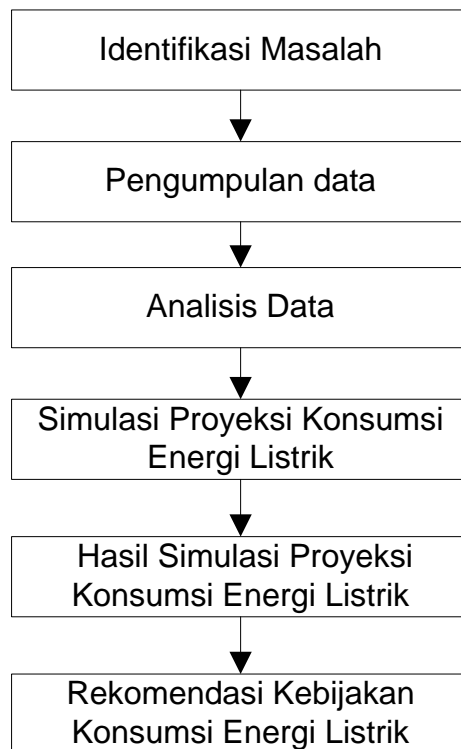 Identifikasi Masalah
Pengumpulan data
Analisis Data
Simulasi Proyeksi Konsumsi
Energi Listrik
Hasil Simulasi Proyeksi
Konsumsi Energi Listrik
Rekomendasi Kebijakan
Konsumsi Energi Listrik